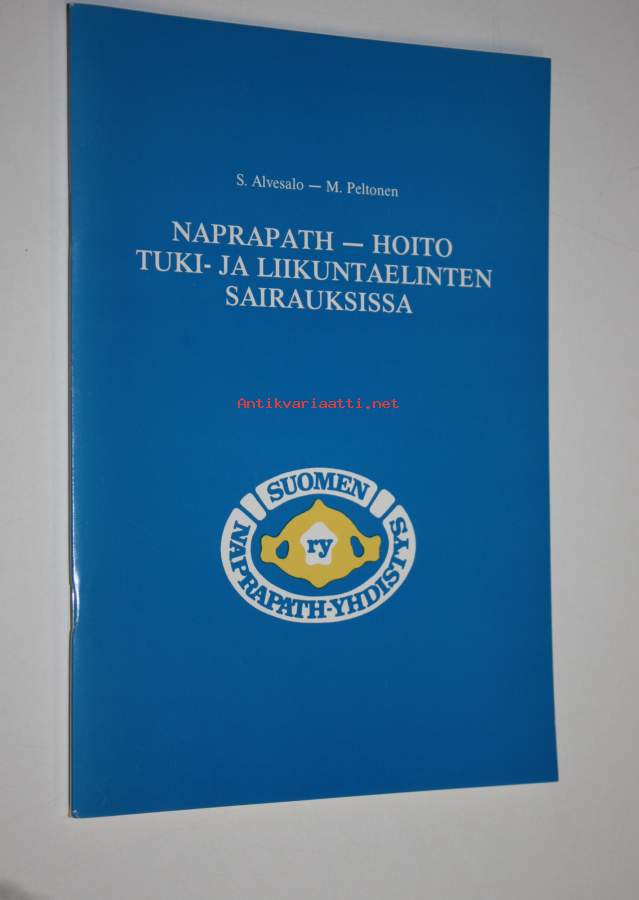 S. Alvesalo — M. Peltonen
NAPRAPATH — HOITO
TUKI- JA LIIKUNTAELINTEN
SAIRAUKSISSA
Antikvariaatti.net
SUOMEN
ry
NAPRAPATH-YHDISTYS